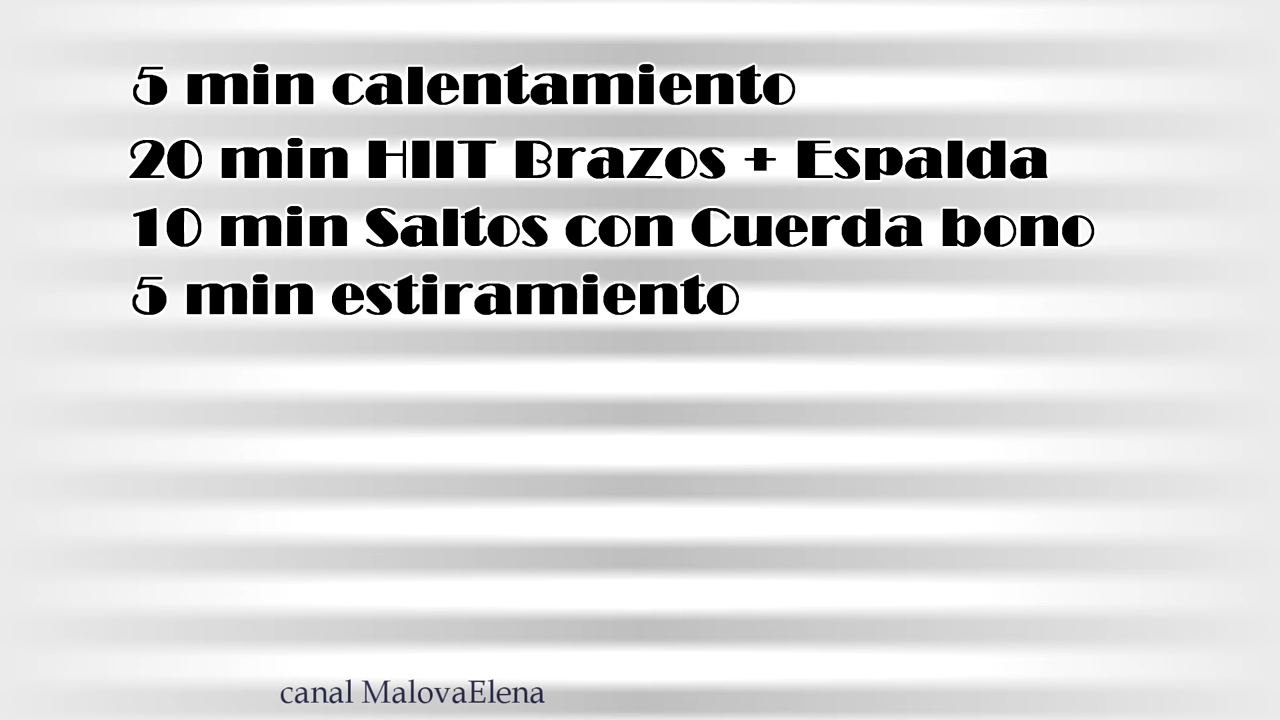 5 min calentamiento
20 min HIIT Brazos + Espalda
10 min Saltos con Cuerda bono
5 min estiramiento
canal MalovaElena